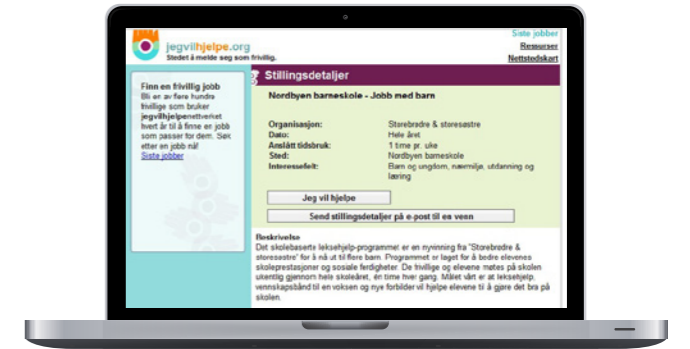 jegvilhjelpe.org
Stedet å melde seg som frivillig.
Siste jobber
Ressurser
Nettstedskart
Finn en frivillig jobb
Bli en av flere hundre
frivillige som bruker
jegvilhjelpenettverket
hvert år til å finne en jobb
som passer for dem. Søk
etter en jobb nå!
Siste jobber
Stillingsdetaljer
Nordbyen barneskole - Jobb med barn
Organisasjon: Storebrødre & storesøstre
Dato: Hele året
Anslått tidsbruk: 1 time pr. uke
Sted: Nordbyen barneskole
Interessefelt: Barn og ungdom, nærmiljø, utdanning og
læring
Jeg vil hjelpe
Send stillingsdetaljer på e-post til en venn
Beskrivelse
Det skolebaserte leksehjelp-programmet er en nyvinning fra "Storebrødre &
storesøstre" for å nå ut til flere barn. Programmet er laget for å bedre elevenes
skoleprestasjoner og sosiale ferdigheter. De frivillige og elevene møtes på skolen
ukentlig gjennom hele skoleåret, én time hver gang. Målet vårt er at leksehjelp,
vennskapsbånd til en voksen og nye forbilder vil hjelpe elevene til å gjøre det bra på
skolen.